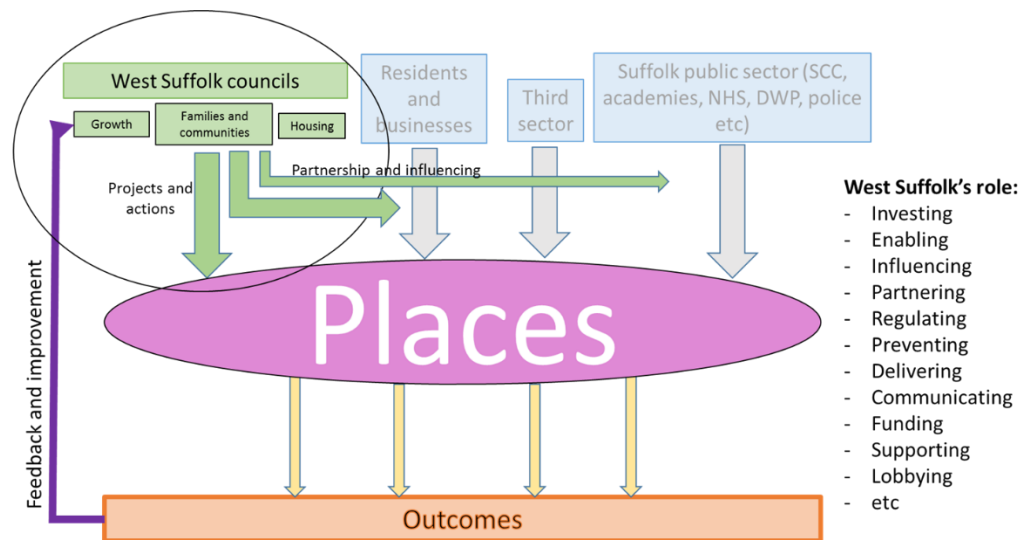 West Suffolk councils
Growth
Families and
communities
Housing
Residents
and
businesses
Third
sector
Suffolk public sector (SCC,
academies, NHS, DWP, police
etc)
Projects and
actions
Partnership and influencing
Places
Feedback and improvement
Outcomes
West Suffolk’s role:
- Investing
- Enabling
- Influencing
- Partnering
- Regulating
- Preventing
- Delivering
- Communicating
- Funding
- Supporting
- Lobbying
- etc